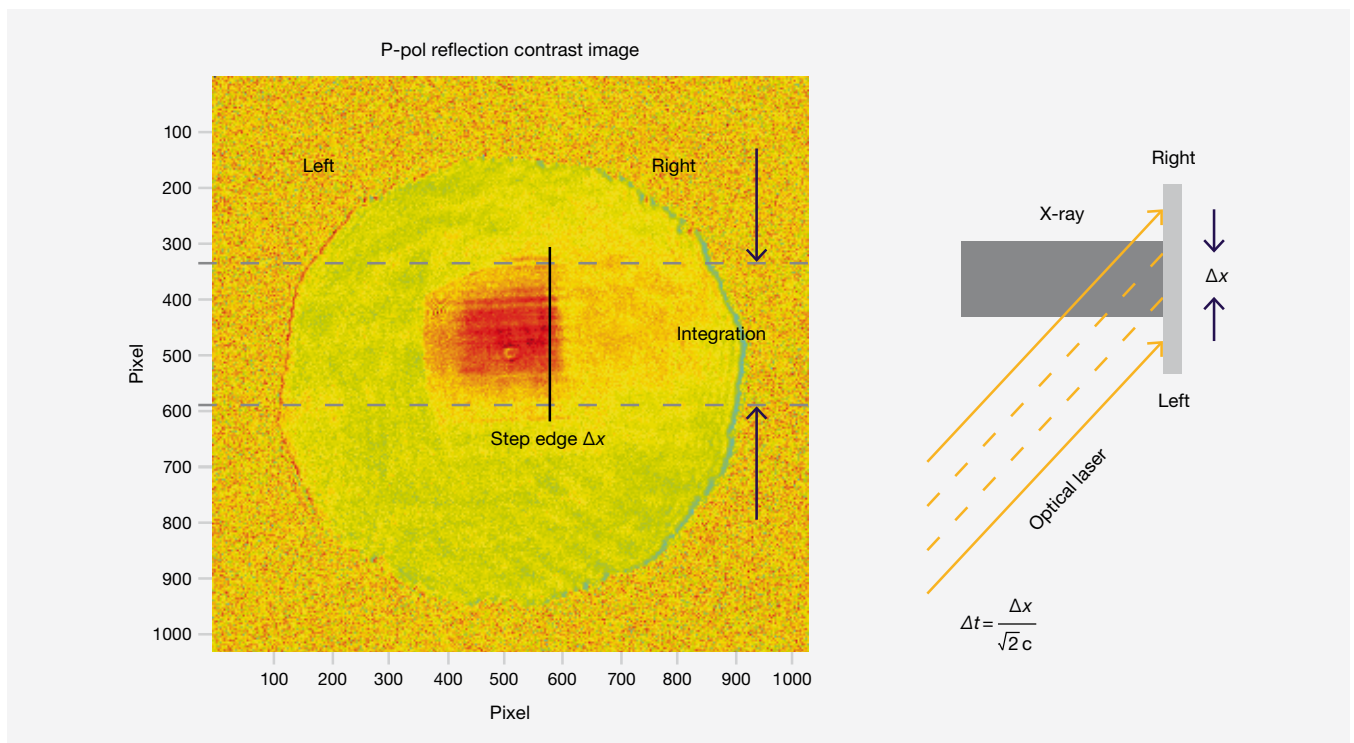 P-pol reflection contrast image
Left
Right
Integration
Step edge Δx
100
200
300
400
500
600
700
800
900
1000
Pixel
100
200
300
400
500
600
700
800
900
1000
Pixel
Right
X-ray
Δx
Left
Optical laser
Δt = Δx / √2 c